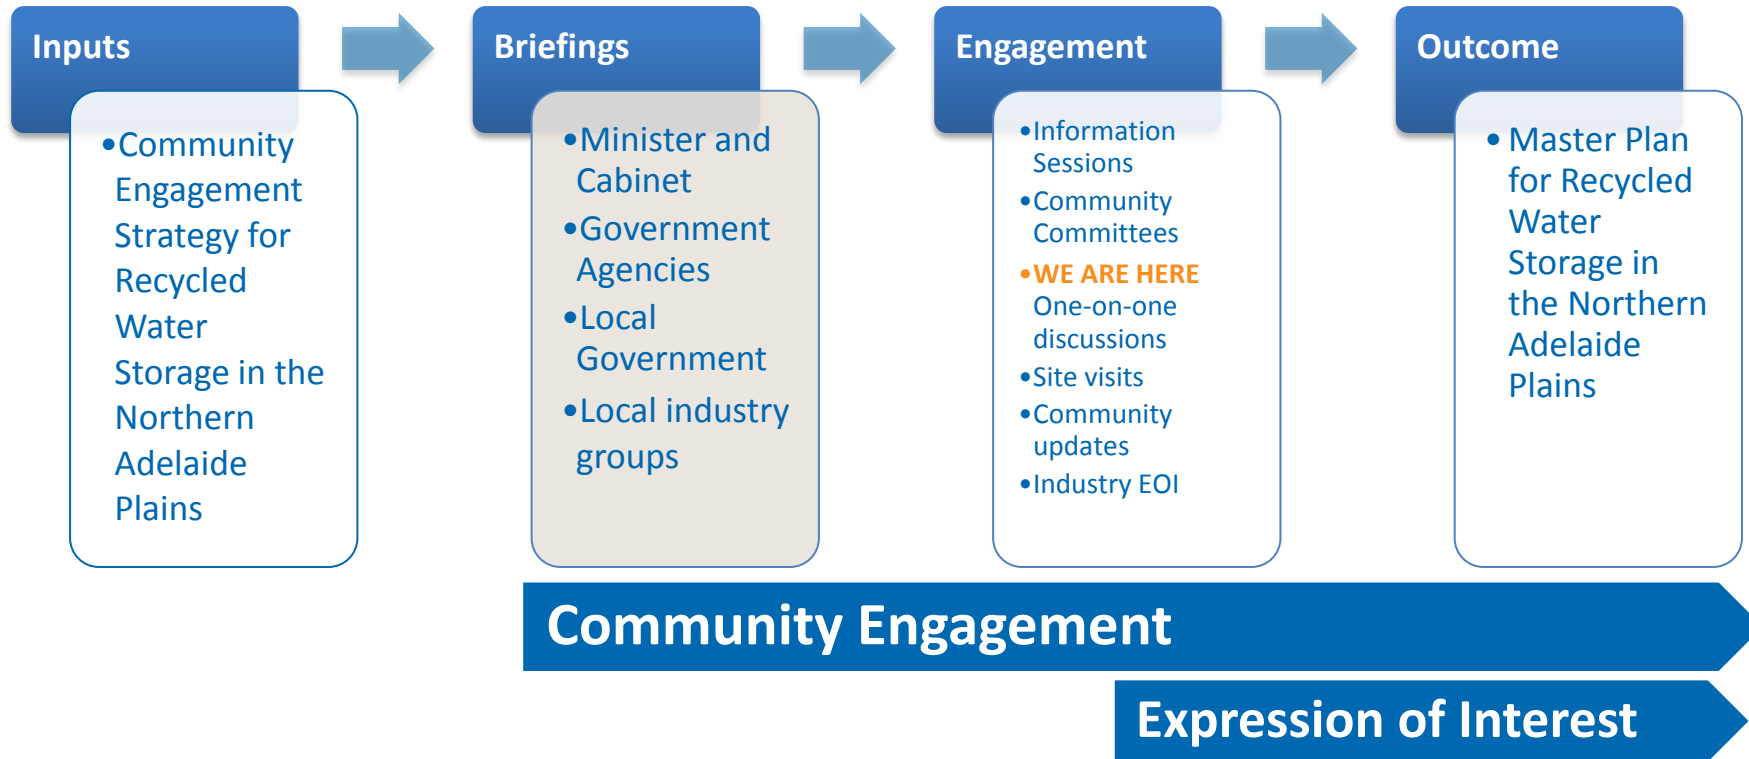 Inputs
•Community
Engagement
Strategy for
Recycled
Water
Storage in the
Northern
Adelaide
Plains
Briefings
•Minister and
Cabinet
•Government
Agencies
•Local
Government
•Local industry
groups
Engagement
•Information
Sessions
•Community
Committees
•WE ARE HERE
One-on-one
discussions
•Site visits
•Community
updates
•Industry EOI
Outcome
• Master Plan
for Recycled
Water
Storage in
the Northern
Adelaide
Plains
Community Engagement
Expression of Interest